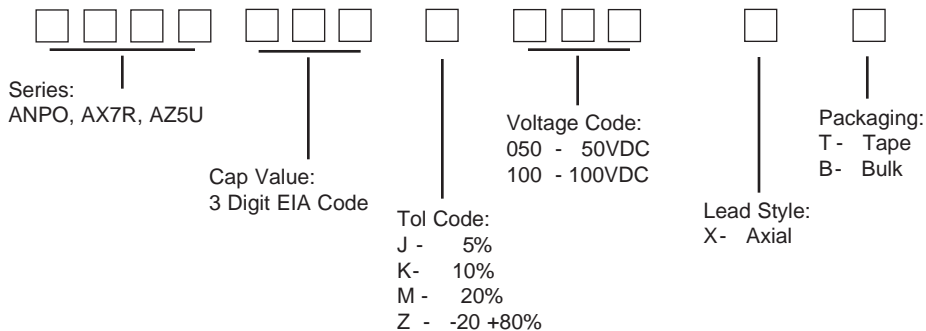 Series:
ANPO, AX7R, AZ5U
Cap Value:
3 Digit EIA Code
Tol Code:
J - 5%
K- 10%
M - 20%
Z - -20 +80%
Voltage Code:
050 - 50VDC
100 - 100VDC
Lead Style:
X- Axial
Packaging:
T - Tape
B- Bulk